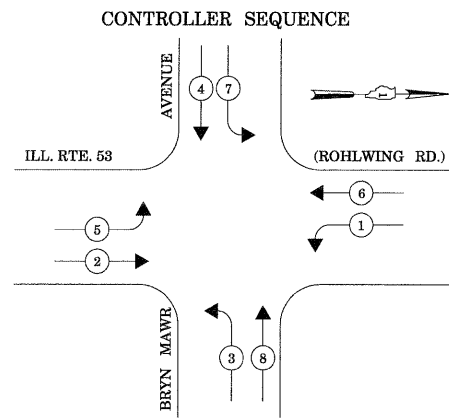 CONTROLLER SEQUENCE
AVENUE
4 7
ILL. RTE. 53
(ROHLWING RD.)
6
5
1
2
BRYN MAWR
3 8